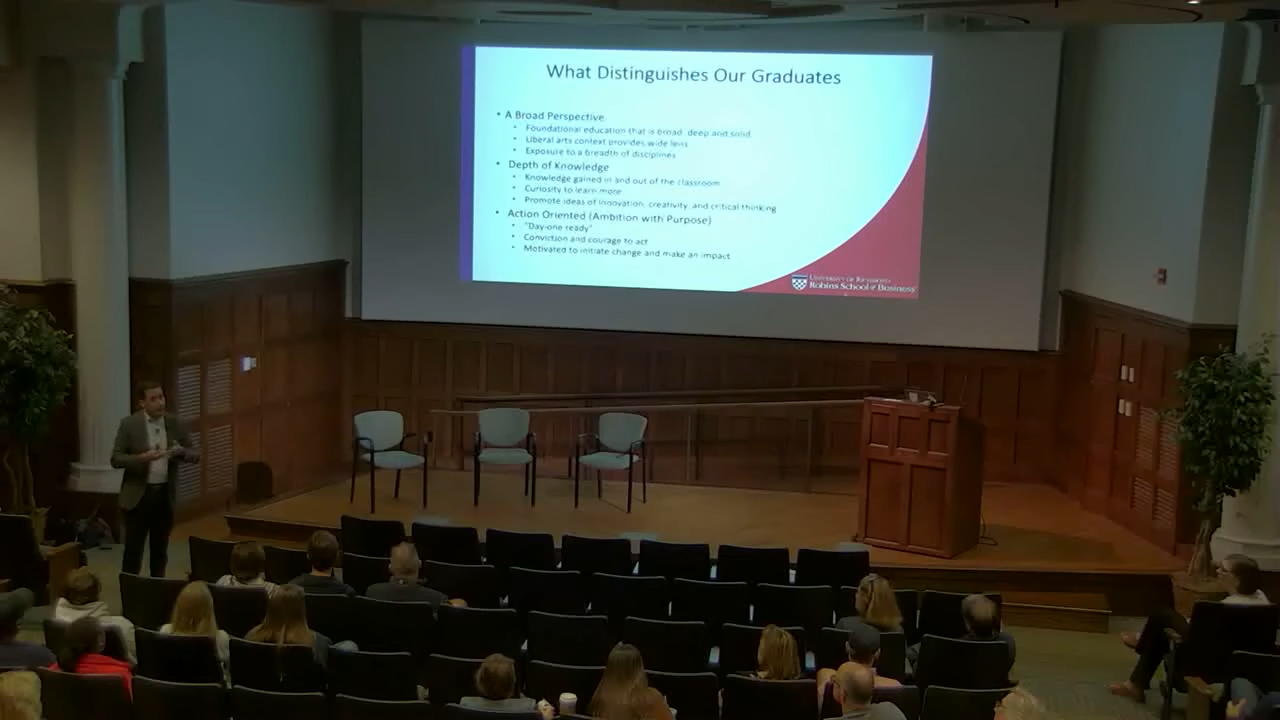 What Distinguishes Our Graduates
• A Broad Perspective
• Foundational education that is broad, deep and solid
• Liberal arts context provides wide lens
• Exposure to a breadth of disciplines
• Depth of Knowledge
• Knowledge gained in and out of the classroom
• Curiosity to learn more
• Promote ideas of innovation, creativity, and critical thinking
• Action Oriented (Ambition with Purpose)
• "Day-one ready"
• Conviction and courage to act
• Motivated to initiate change and make an impact
University of Richmond
Robins School of Business